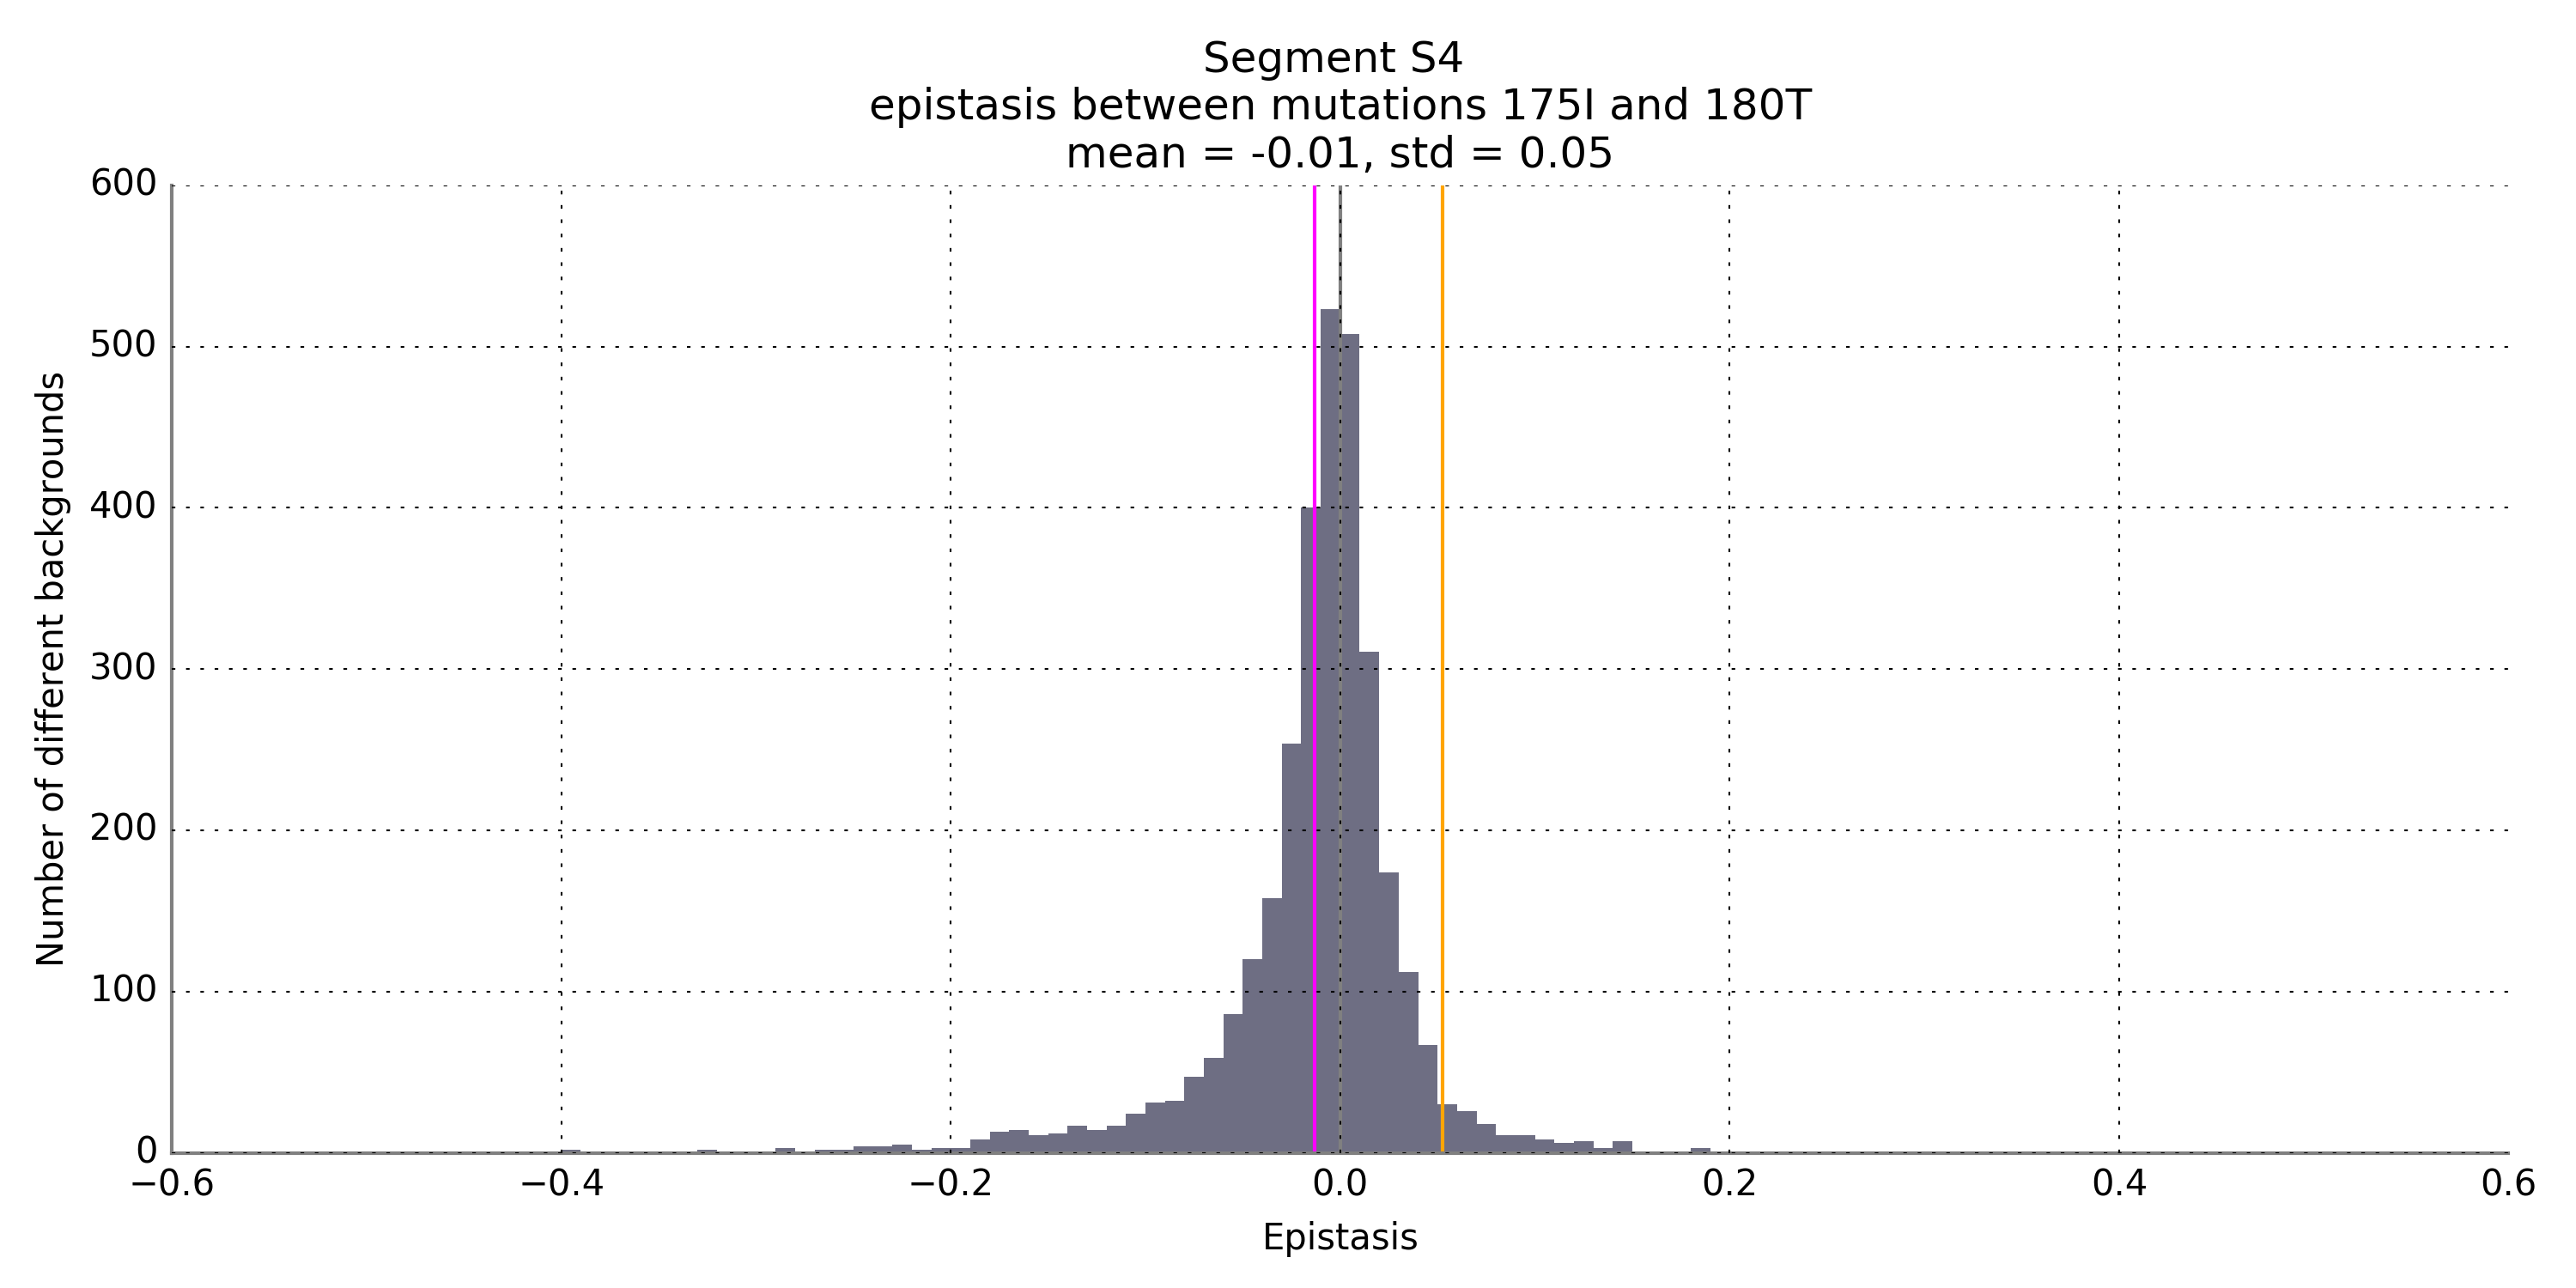 Segment S4
epistasis between mutations 175I and 180T
mean = -0.01, std = 0.05
600
500
400
300
200
100
0
Number of different backgrounds
−0.6 −0.4 −0.2 0.0 0.2 0.4 0.6
Epistasis